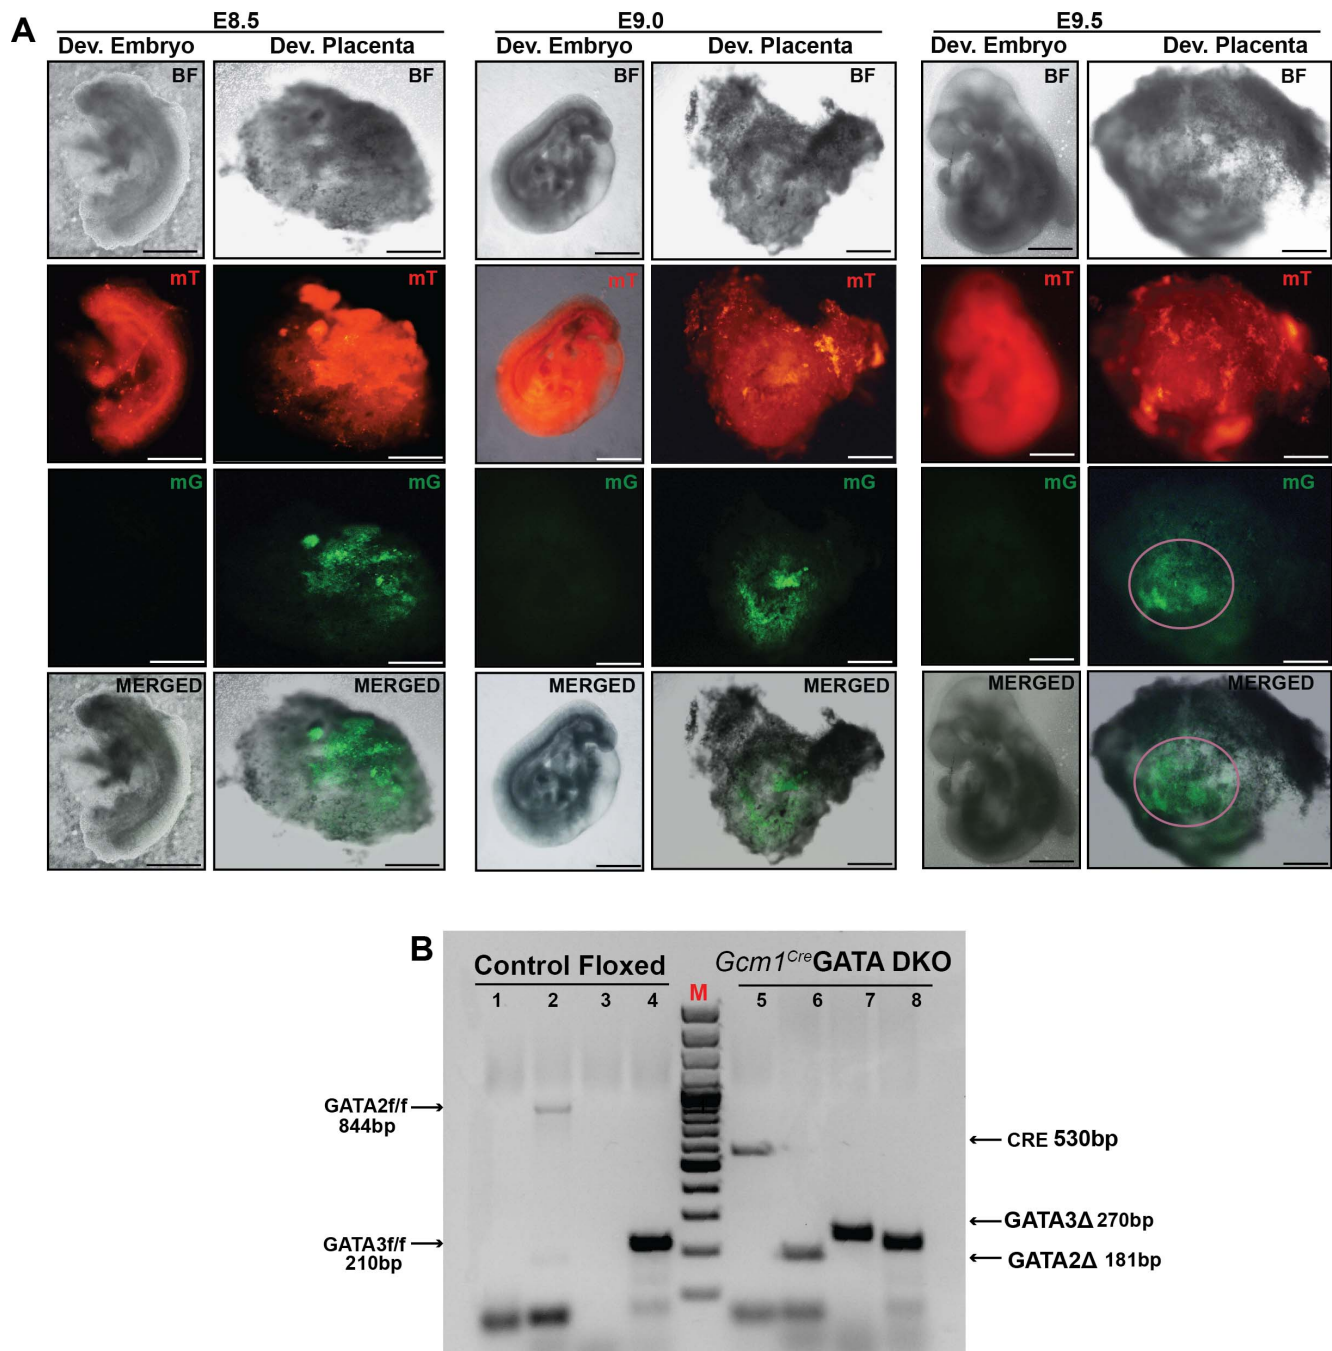 A
E8.5
E9.0
E9.5
Dev. Embryo Dev. Placenta Dev. Embryo Dev. Placenta Dev. Embryo Dev. Placenta
BF BF BF BF BF BF
mT mT mT mT mT mT
mG mG mG mG mG mG
MERGED MERGED MERGED MERGED MERGED MERGED
B
Control Floxed
Gcm1CreGATA DKO
1 2 3 4 M 5 6 7 8
GATA2f/f
844bp
CRE 530bp
GATA3Δ 270bp
GATA3f/f
210bp
GATA2Δ 181bp